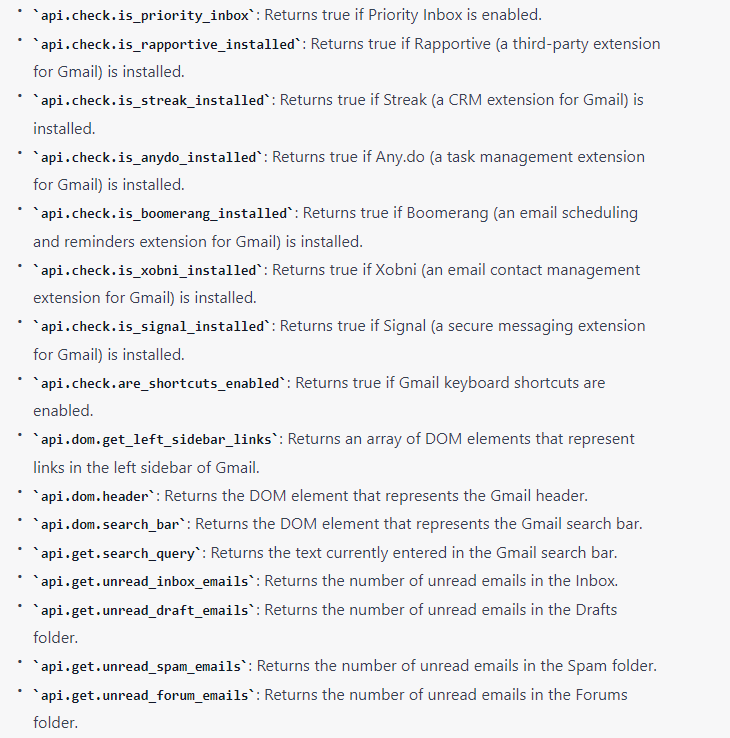 • `api.check.is_priority_inbox`: Returns true if Priority Inbox is enabled.
• `api.check.is_rapportive_installed`: Returns true if Rapportive (a third-party extension
for Gmail) is installed.
• `api.check.is_streak_installed`: Returns true if Streak (a CRM extension for Gmail) is
installed.
• `api.check.is_anydo_installed`: Returns true if Any.do (a task management extension
for Gmail) is installed.
• `api.check.is_boomerang_installed`: Returns true if Boomerang (an email scheduling
and reminders extension for Gmail) is installed.
• `api.check.is_xobni_installed`: Returns true if Xobni (an email contact management
extension for Gmail) is installed.
• `api.check.is_signal_installed`: Returns true if Signal (a secure messaging extension
for Gmail) is installed.
• `api.check.are_shortcuts_enabled`: Returns true if Gmail keyboard shortcuts are
enabled.
• `api.dom.get_left_sidebar_links`: Returns an array of DOM elements that represent
links in the left sidebar of Gmail.
• `api.dom.header`: Returns the DOM element that represents the Gmail header.
• `api.dom.search_bar`: Returns the DOM element that represents the Gmail search bar.
• `api.get.search_query`: Returns the text currently entered in the Gmail search bar.
• `api.get.unread_inbox_emails`: Returns the number of unread emails in the Inbox.
• `api.get.unread_draft_emails`: Returns the number of unread emails in the Drafts
folder.
• `api.get.unread_spam_emails`: Returns the number of unread emails in the Spam folder.
• `api.get.unread_forum_emails`: Returns the number of unread emails in the Forums
folder.